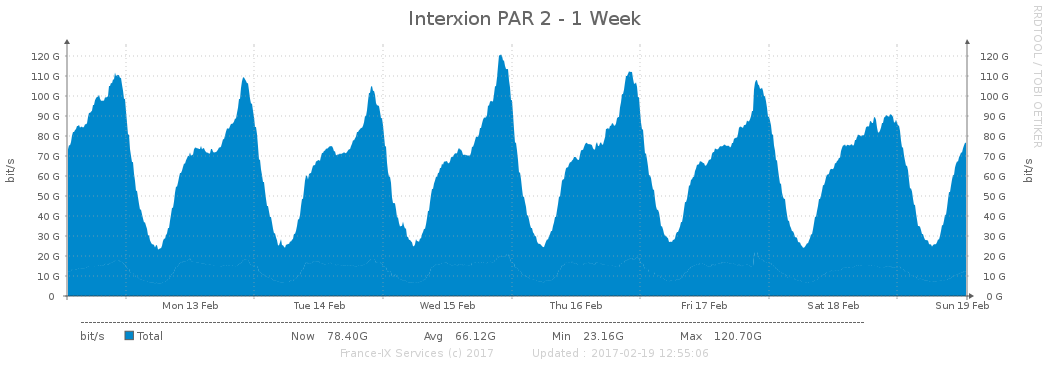 Interxion PAR 2 - 1 Week
RRDTOOL / TOBI OETIKER
bit/s
120 G 120 G
110 G 110 G
100 G 100 G
90 G 90 G
80 G 80 G
70 G 70 G
60 G 60 G
50 G 50 G
40 G 40 G
30 G 30 G
20 G 20 G
10 G 10 G
0 0 G
bit/s
Mon 13 Feb Tue 14 Feb Wed 15 Feb Thu 16 Feb Fri 17 Feb Sat 18 Feb Sun 19 Feb
bit/s Total Now 78.40G Avg 66.12G Min 23.16G Max 120.70G
France-IX Services (c) 2017 Updated : 2017-02-19 12:55:06